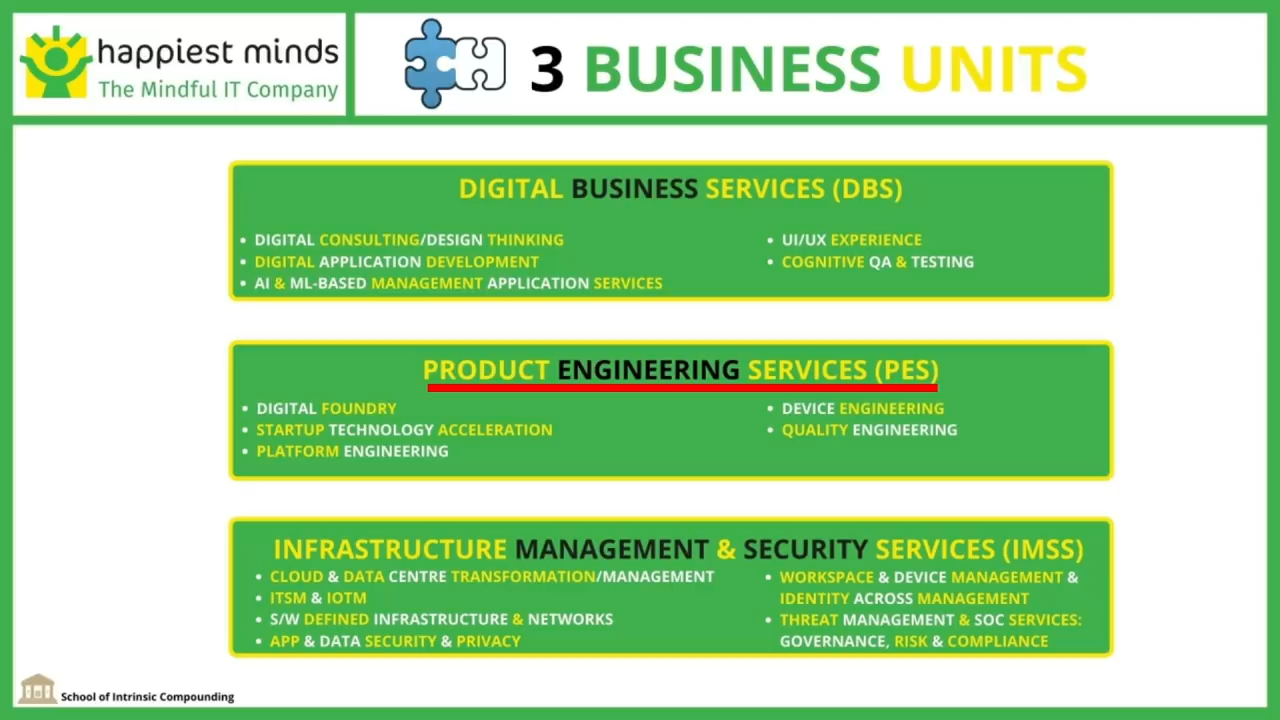 happiest minds
The Mindful IT Company
3 BUSINESS UNITS
DIGITAL BUSINESS SERVICES (DBS)
• DIGITAL CONSULTING/DESIGN THINKING
• DIGITAL APPLICATION DEVELOPMENT
• AI & ML-BASED MANAGEMENT APPLICATION SERVICES
• UI/UX EXPERIENCE
• COGNITIVE QA & TESTING
PRODUCT ENGINEERING SERVICES (PES)
• DIGITAL FOUNDRY
• STARTUP TECHNOLOGY ACCELERATION
• PLATFORM ENGINEERING
• DEVICE ENGINEERING
• QUALITY ENGINEERING
INFRASTRUCTURE MANAGEMENT & SECURITY SERVICES (IMSS)
• CLOUD & DATA CENTRE TRANSFORMATION/MANAGEMENT
• ITSM & IOTM
• S/W DEFINED INFRASTRUCTURE & NETWORKS
• APP & DATA SECURITY & PRIVACY
• WORKSPACE & DEVICE MANAGEMENT &
IDENTITY ACROSS MANAGEMENT
• THREAT MANAGEMENT & SOC SERVICES:
GOVERNANCE, RISK & COMPLIANCE
School of Intrinsic Compounding